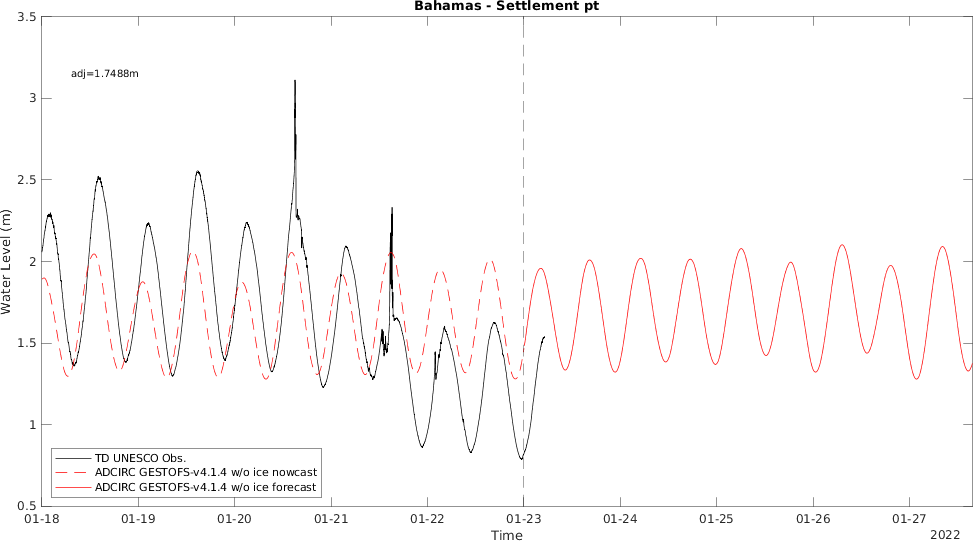 Bahamas - Settlement pt
3.5
adj=1.7488m
3
2.5
2
1.5
1
0.5
Water Level (m)
TD UNESCO Obs.
ADCIRC GESTOFS-v4.1.4 w/o ice nowcast
ADCIRC GESTOFS-v4.1.4 w/o ice forecast
01-18 01-19 01-20 01-21 01-22 01-23 01-24 01-25 01-26 01-27
Time
2022